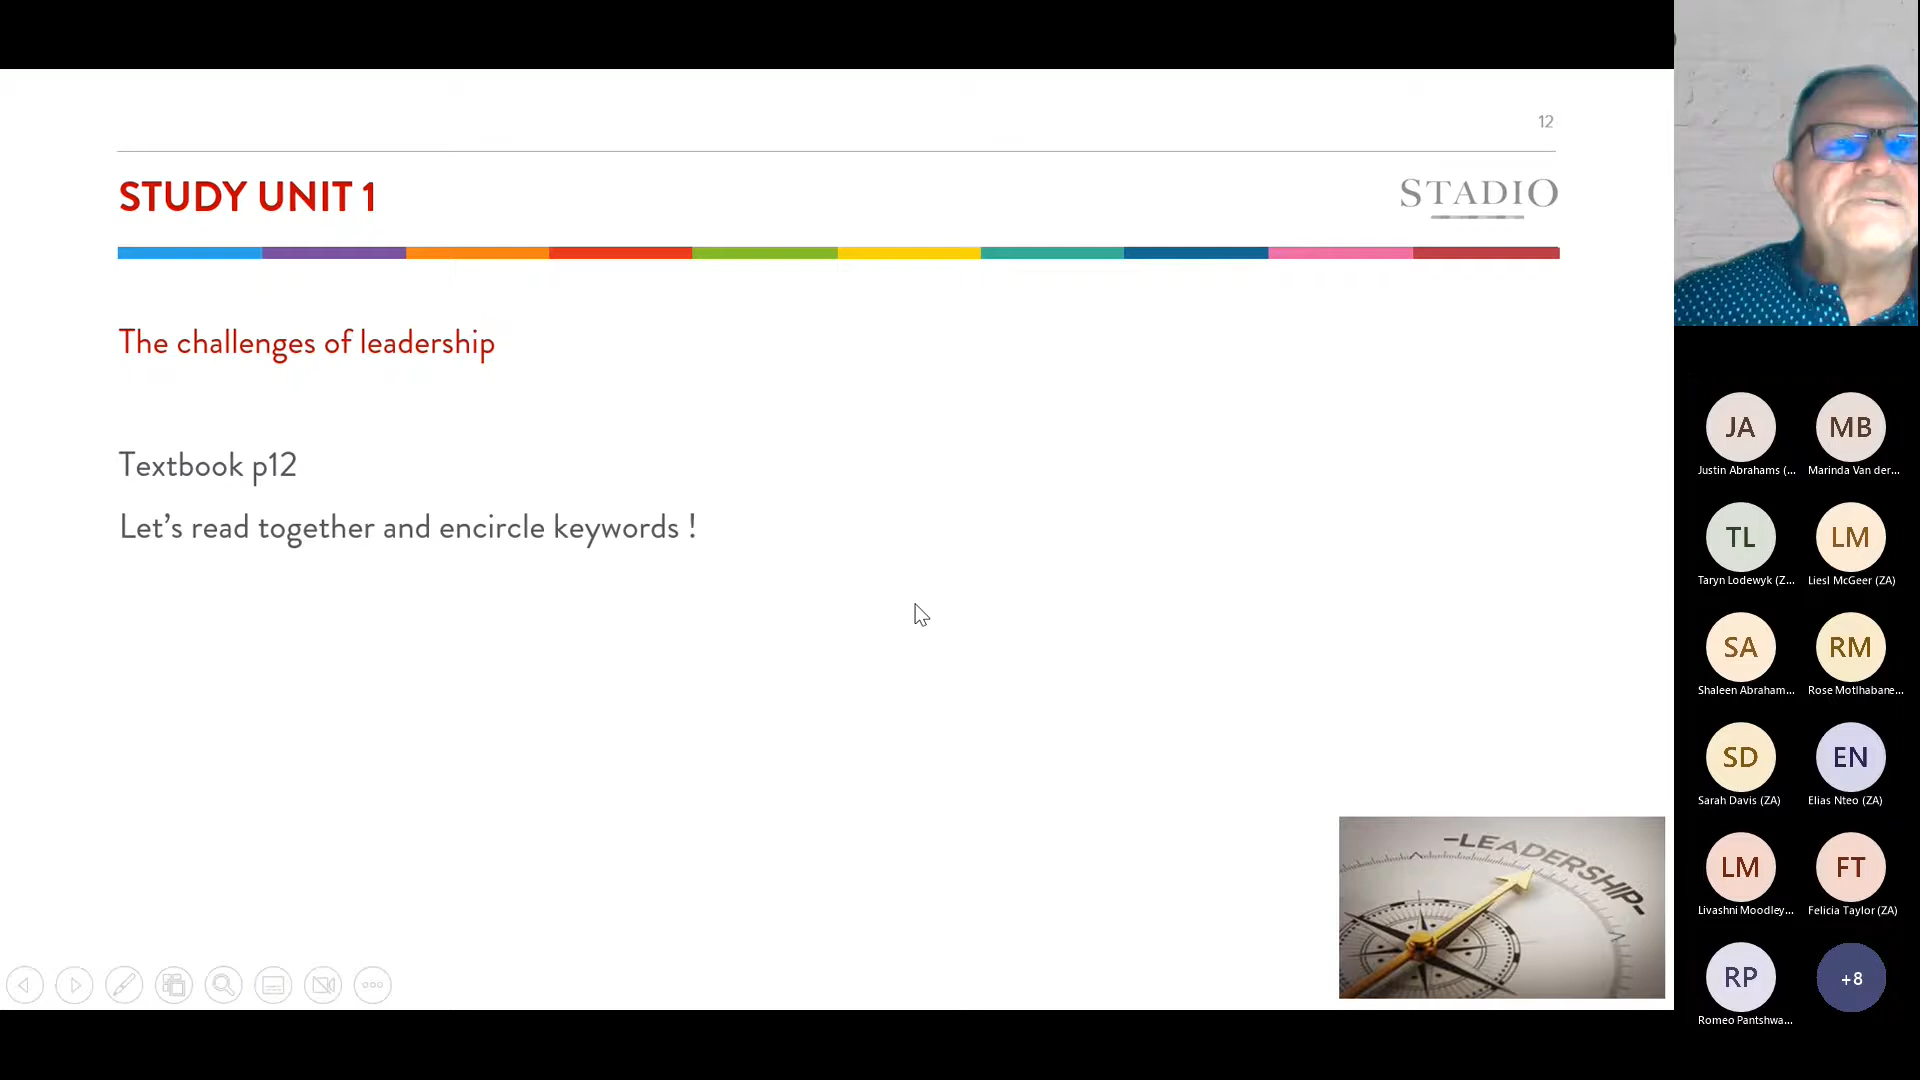 12
STUDY UNIT 1
STADIO
The challenges of leadership
Textbook p12
Let's read together and encircle keywords !
-LEADERSHIP-
JA
MB
Justin Abrahams (...
Marinda Van der...
TL
LM
Taryn Lodewyk (Z...
Liesl McGeer (ZA)
SA
RM
Shaleen Abraham...
Rose Motlhabane...
SD
EN
Sarah Davis (ZA)
Elias Nteo (ZA)
LM
FT
Livashni Moodley...
Felicia Taylor (ZA)
RP
+8
Romeo Pantshwa...